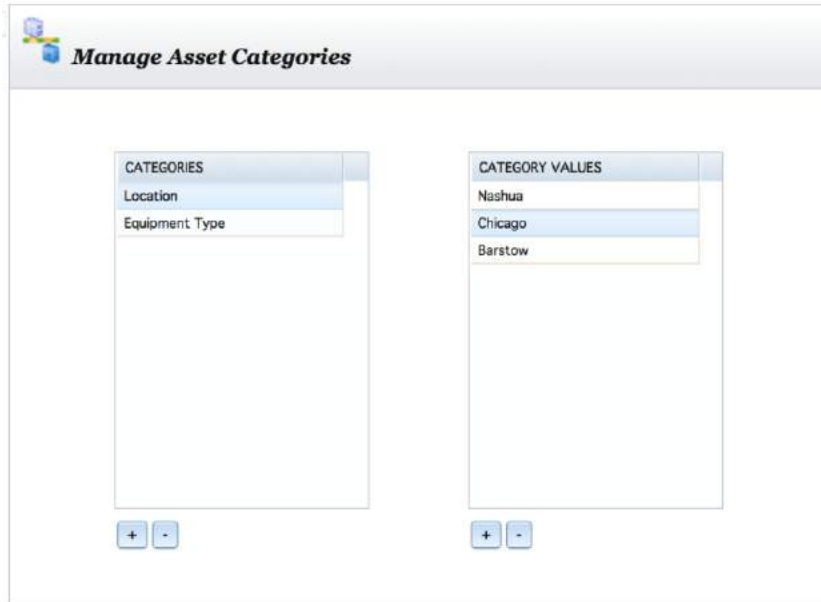 Manage Asset Categories
CATEGORIES
Location
Equipment Type
+ -
CATEGORY VALUES
Nashua
Chicago
Barstow
+ -